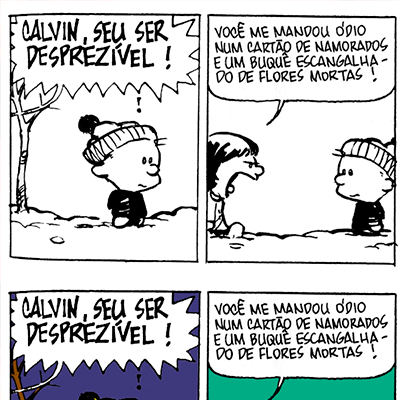 CALVIN, SEU SER
DESPREZÍVEL !
!
VOCÊ ME MANDOU ÓDIO
NUM CARTÃO DE NAMORADOS
E UM BUQUÊ ESCANGALHA-
DO DE FLORES MORTAS !
CALVIN, SEU SER
DESPREZÍVEL !
!
VOCÊ ME MANDOU ÓDIO
NUM CARTÃO DE NAMORADOS
E UM BUQUÊ ESCANGALHA-
DO DE FLORES MORTAS !